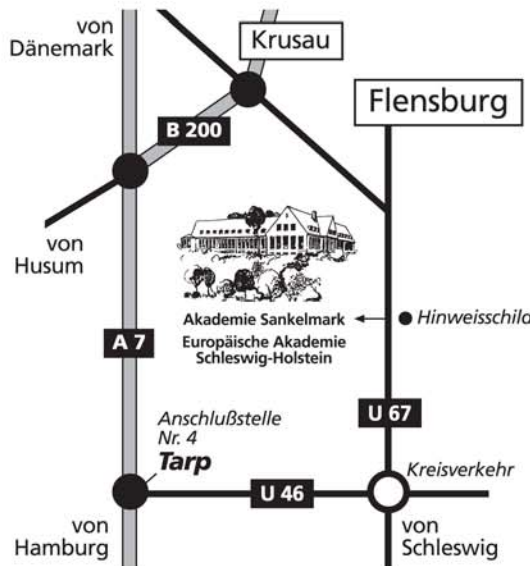 von
Dänemark
Krusau
Flensburg
B 200
von
Husum
Akademie Sankelmark
Europäische Akademie
Schleswig-Holstein
Hinweisschild
A 7
U 67
Anschlußstelle
Nr. 4
Tarp
Kreisverkehr
U 46
von
Hamburg
von
Schleswig